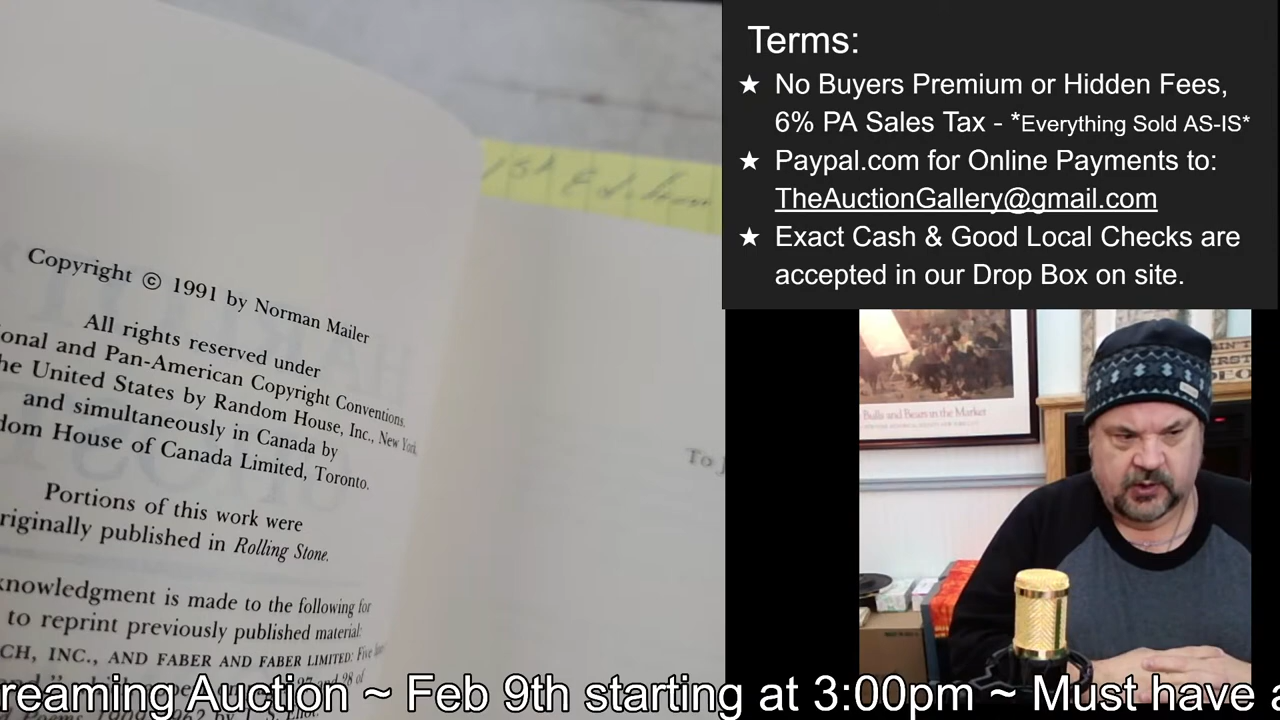 Copyright © 1991 by Norman Mailer
All rights reserved under
onal and Pan-American Copyright Conventions.
he United States by Random House, Inc., New York,
and simultaneously in Canada by
dom House of Canada Limited, Toronto.
Portions of this work were
riginally published in Rolling Stone.
knowledgment is made to the following for
to reprint previously published material:
CH, INC., AND FABER AND FABER LIMITED: Five
1st Edition
To J
Terms:
★ No Buyers Premium or Hidden Fees,
6% PA Sales Tax - *Everything Sold AS-IS*
★ Paypal.com for Online Payments to:
TheAuctionGallery@gmail.com
★ Exact Cash & Good Local Checks are
accepted in our Drop Box on site.
Bulls and Bears in the Market
reaming Auction ~ Feb 9th starting at 3:00pm ~ Must have a